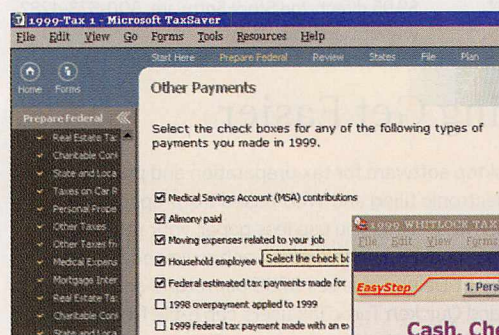 1999-Tax 1 - Microsoft TaxSaver
File Edit View Go Forms Tools Resources Help
Start Here Prepare Federal Review States File Plan
Home Forms
Other Payments
Prepare Federal
Select the check boxes for any of the following types of
payments you made in 1999.
Real Estate Tax
Charitable Cont
State and Loca
Taxes on Car R
Personal Prope
Other Taxes
Other Taxes fr
Medical Expens
Mortgage Inter
Real Estate Ta
Charitable Con
State and Loca
Medical Savings Account (MSA) contributions
Alimony paid
Moving expenses related to your job
Household employee
Select the check bo
Federal estimated tax payments made for
1998 overpayment applied to 1999
1999 federal tax payment made with an ex
1999 WHITLOCK TAX
File Edit View Forms
EasyStep
1. Pers
Cash, Che